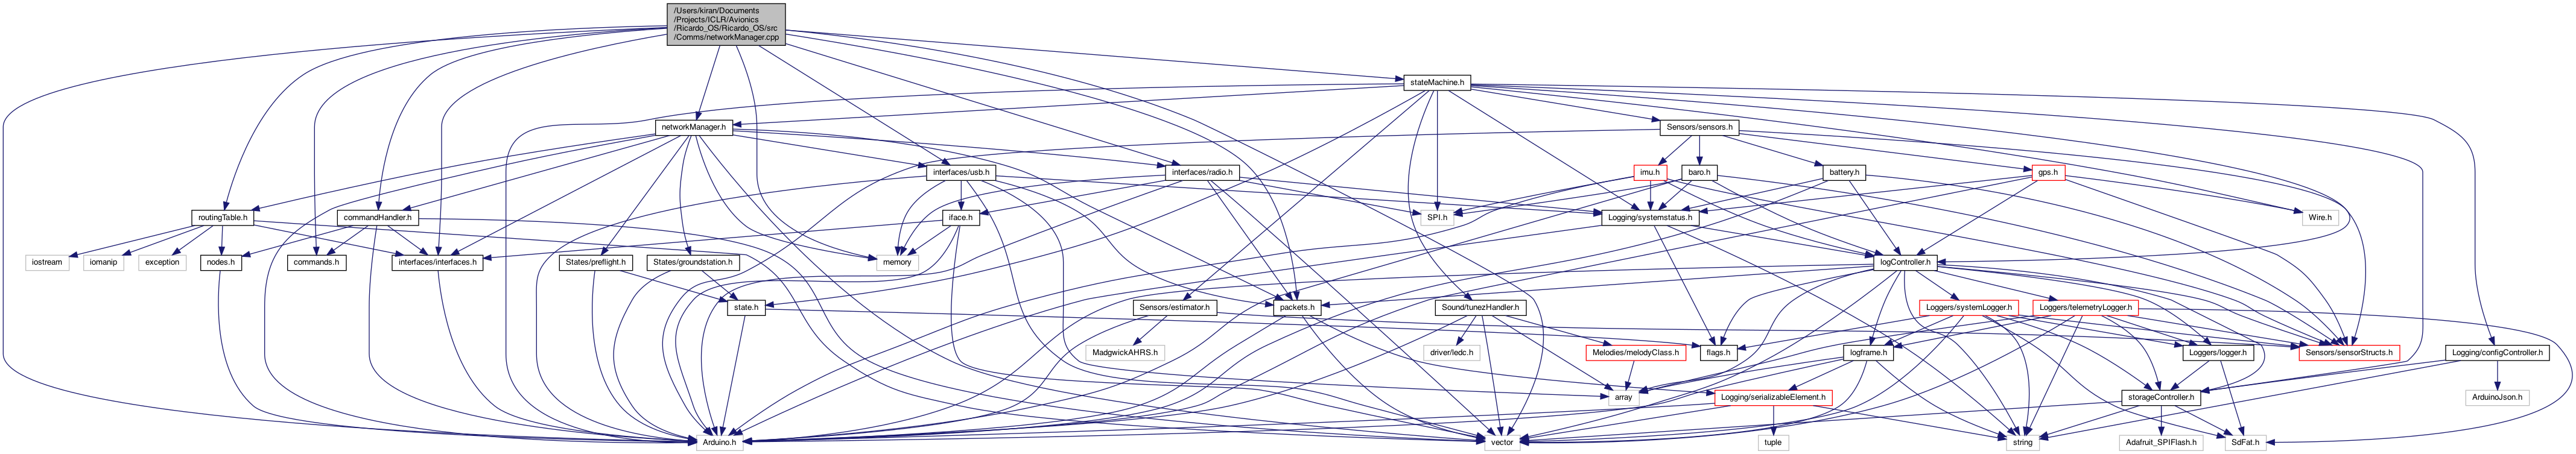 /Users/kiran/Documents
/Projects/ICLR/Avionics
/Ricardo_OS/Ricardo_OS/src
/Comms/networkManager.cpp
stateMachine.h
networkManager.h
Sensors/sensors.h
interfaces/usb.h
interfaces/radio.h
imu.h
baro.h
battery.h
gps.h
routingTable.h
commandHandler.h
iface.h
SPI.h
Logging/systemstatus.h
Wire.h
iostream
iomanip
exception
nodes.h
commands.h
interfaces/interfaces.h
States/preflight.h
States/groundstation.h
memory
logController.h
state.h
Sensors/estimator.h
packets.h
Sound/tunezHandler.h
Loggers/systemLogger.h
Loggers/telemetryLogger.h
MadgwickAHRS.h
driver/ledc.h
Melodies/melodyClass.h
flags.h
logframe.h
Loggers/logger.h
Sensors/sensorStructs.h
Logging/configController.h
array
Logging/serializableElement.h
storageController.h
ArduinoJson.h
Arduino.h
vector
tuple
string
Adafruit_SPIFlash.h
SdFat.h